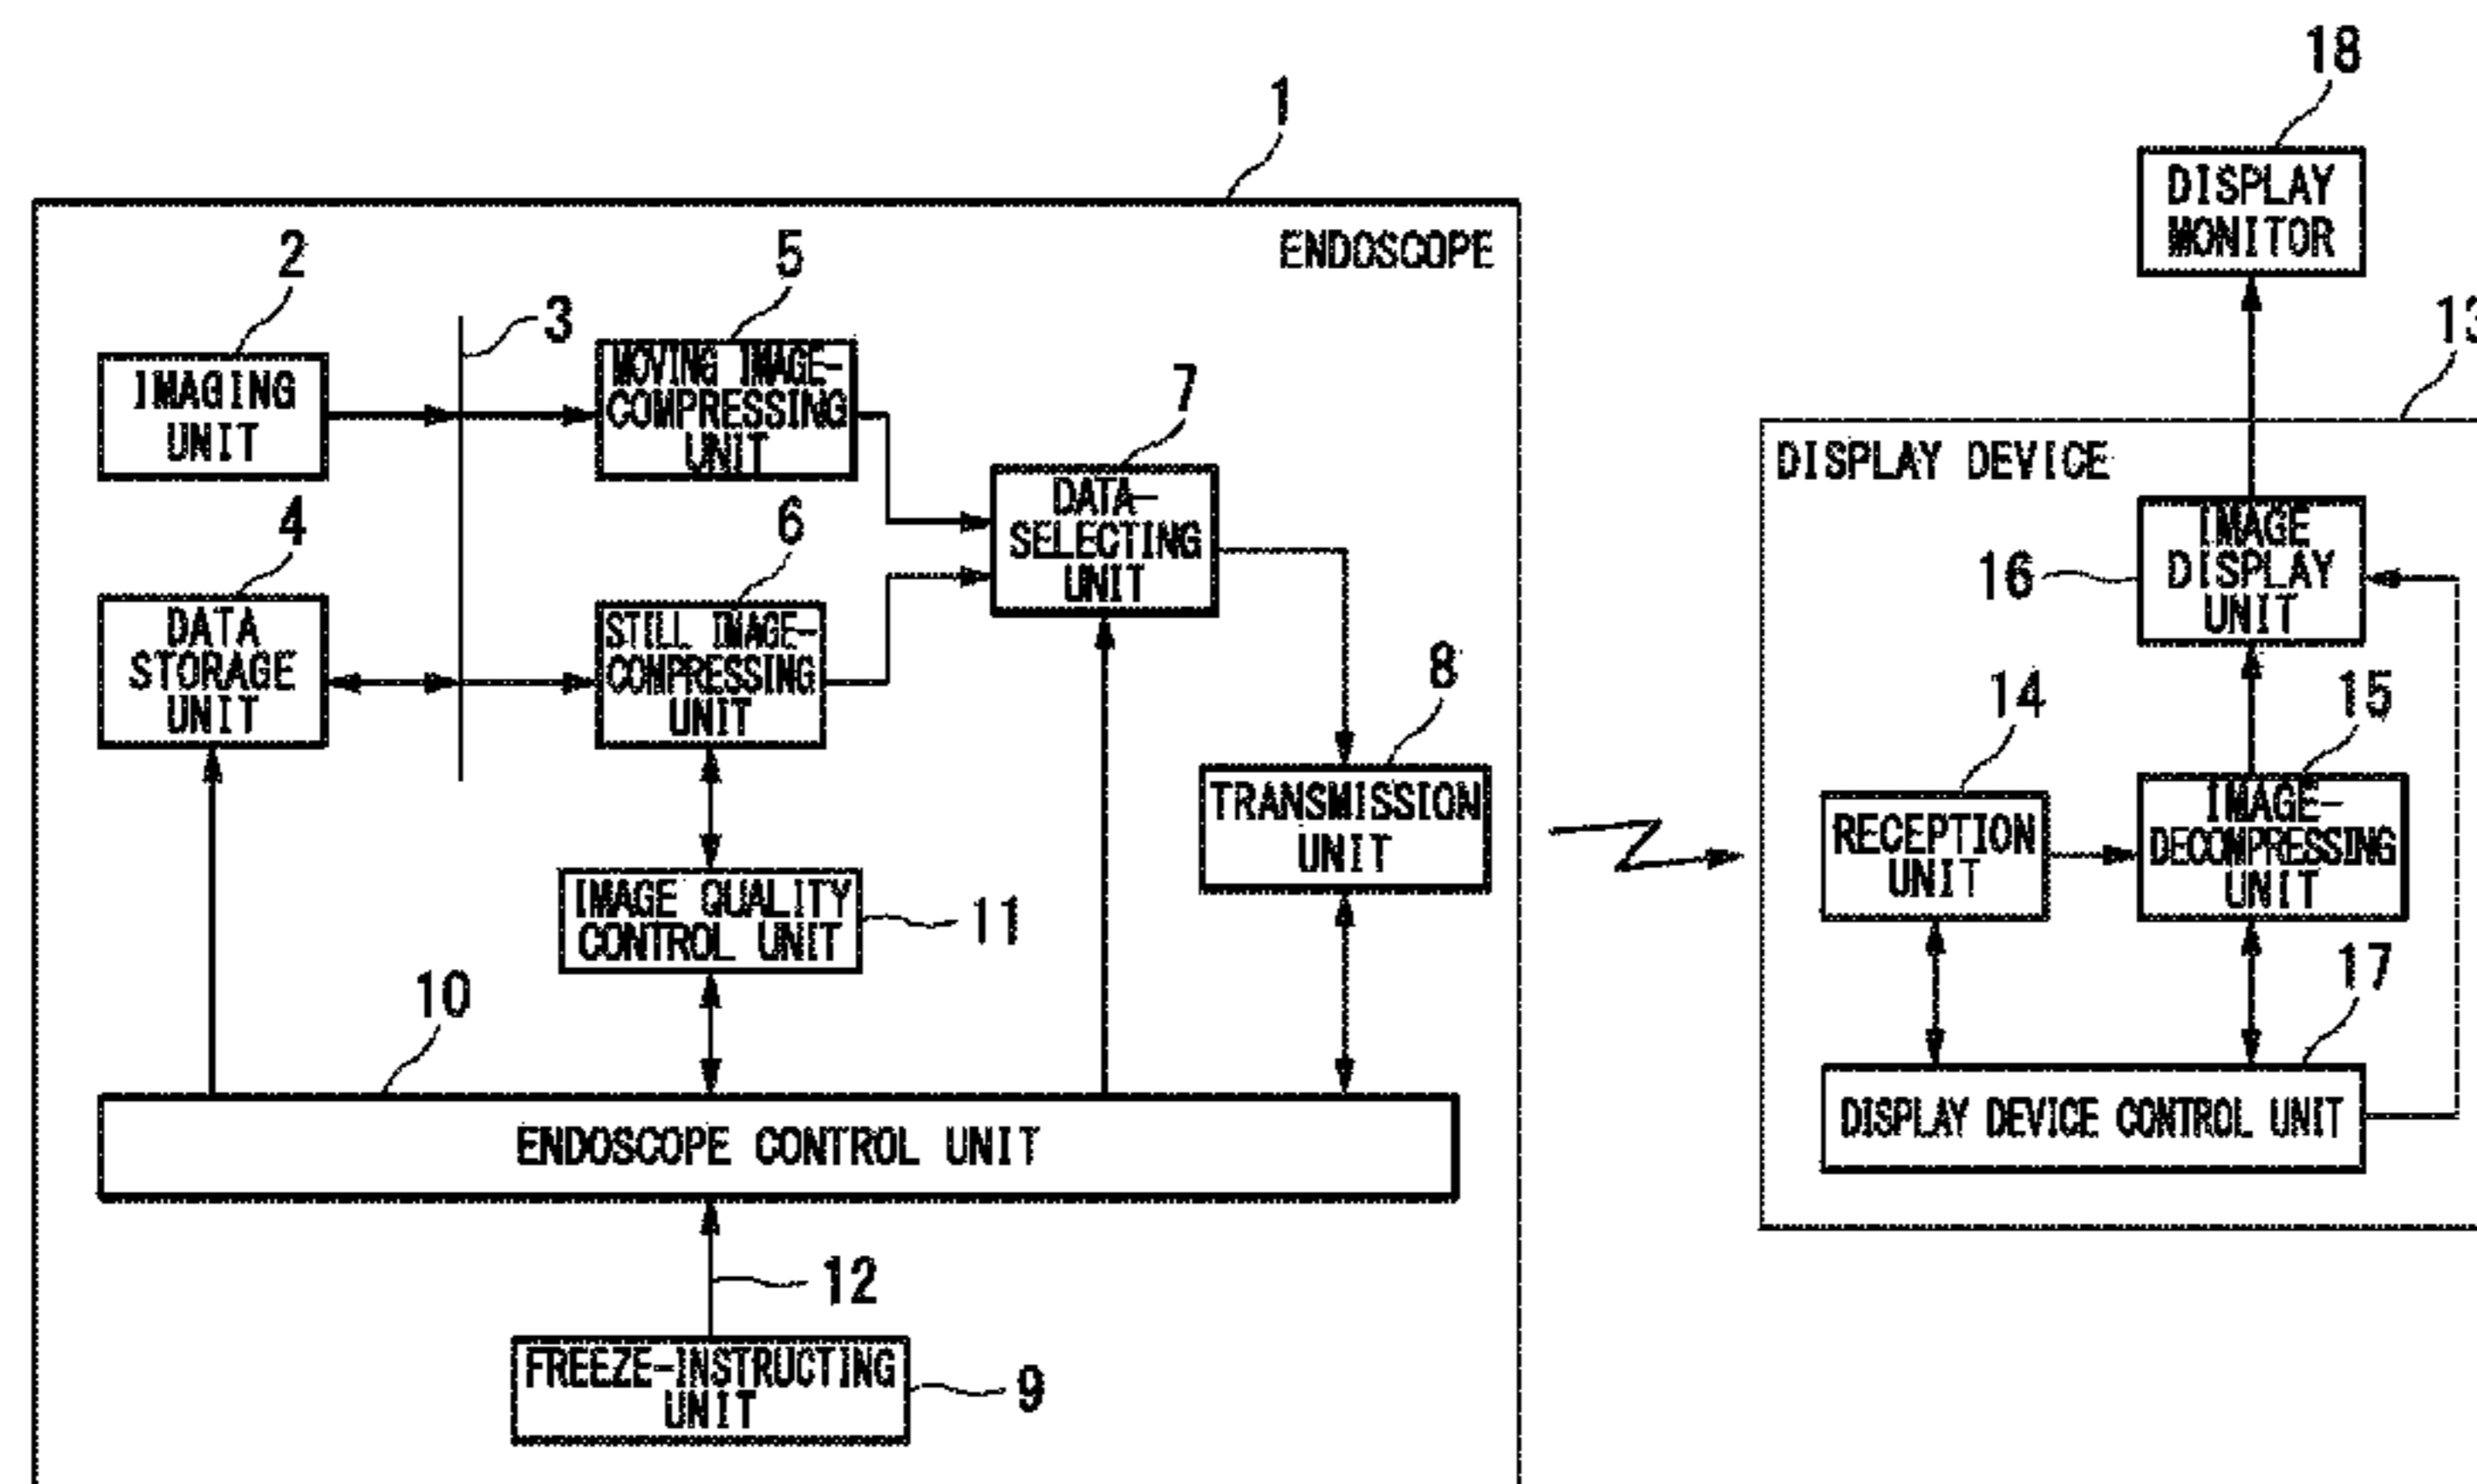 18
1
DISPLAY
MONITOR
ENDOSCOPE
2
3
5
13
IMAGING
UNIT
MOVING IMAGE-
COMPRESSING
UNIT
7
DISPLAY DEVICE
4
6
DATA-
SELECTING
UNIT
16
IMAGE
DISPLAY
UNIT
DATA
STORAGE
UNIT
STILL IMAGE-
COMPRESSING
UNIT
8
14
15
TRANSMISSION
UNIT
RECEPTION
UNIT
IMAGE-
DECOMPRESSING
UNIT
IMAGE QUALITY
CONTROL UNIT
11
10
17
ENDOSCOPE CONTROL UNIT
DISPLAY DEVICE CONTROL UNIT
12
FREEZE-INSTRUCTING
UNIT
9